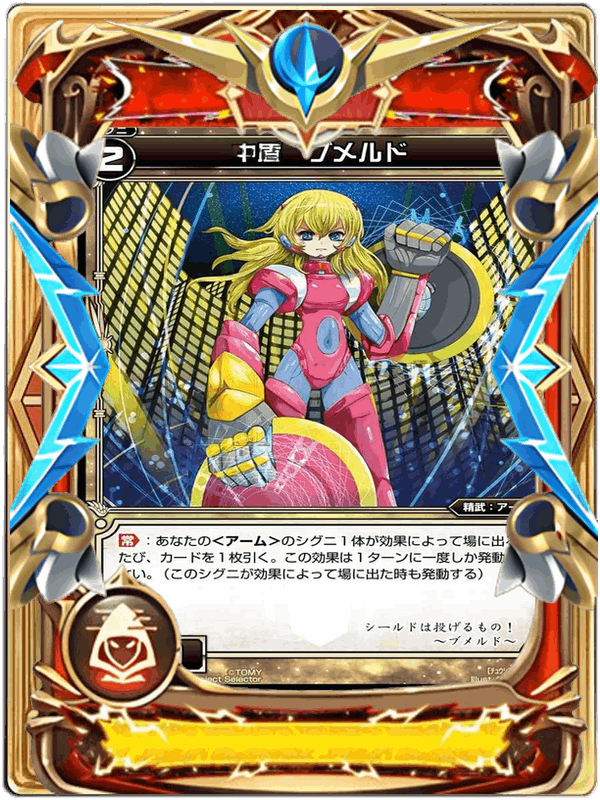 2
中盾 ブメルド
精武：アー
常：あなたの<アーム>のシグニ１体が効果によって場に出
たび、カードを１枚引く。この効果は１ターンに一度しか発動
ない。（このシグニが効果によって場に出た時も発動する）
シールドは投げるもの！
～ブメルド～
©TOMY
ject Selector.